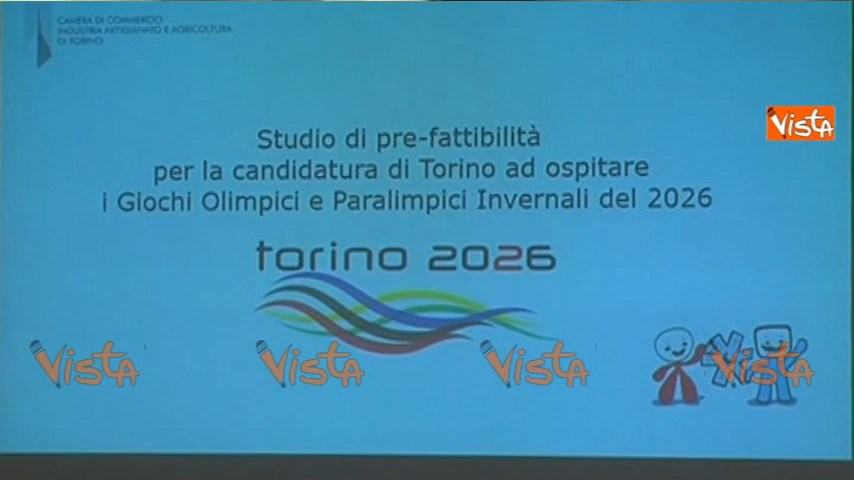 CAMERA DI COMMERCIO
INDUSTRIA ARTIGIANATO E AGRICOLTURA
DI TORINO
VISTA
Studio di pre-fattibilità
per la candidatura di Torino ad ospitare
i Giochi Olimpici e Paralimpici Invernali del 2026
torino 2026
VISTA VISTA VISTA VISTA